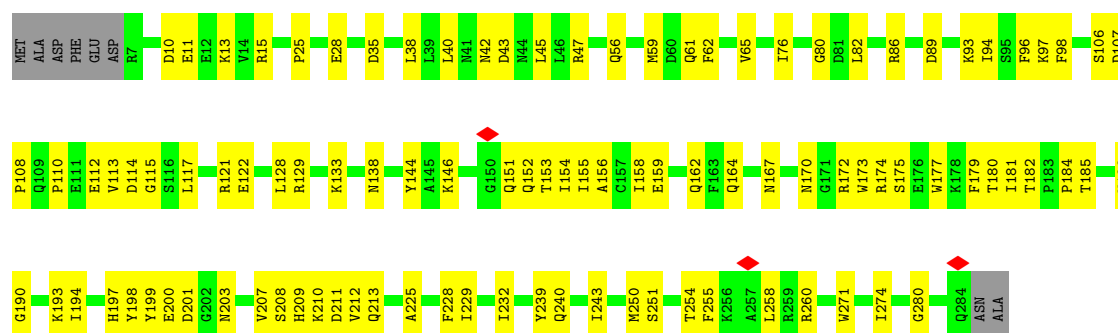 MET ALA ASP PHE GLU ASP R7 D10 E11 E12 K13 V14 R15 P25 E28 D35 L38 L39 L40 N41 N42 D43 N44 L45 L46 R47 Q56 M59 D60 Q61 F62 V65 I76 G80 D81 L82 R86 D89 K93 I94 S95 F96 K97 F98 S106 D107
P108 Q109 P110 E111 E112 V113 D114 G115 S116 L117 R121 E122 L128 R129 K133 N138 Y144 A145 K146 G150 Q151 Q152 T153 I154 I155 A156 C157 I158 E159 Q162 F163 Q164 N167 N170 G171 R172 W173 R174 S175 E176 W177 K178 F179 T180 I181 T182 P183 P184 T185
G190 K193 I194 H197 Y198 Y199 E200 D201 G202 N203 V207 S208 H209 K210 D211 V212 Q213 A225 F228 I229 I232 Y239 Q240 I243 M250 S251 T254 F255 K256 A257 L258 R259 R260 W271 I274 G280 Q284 ASN ALA